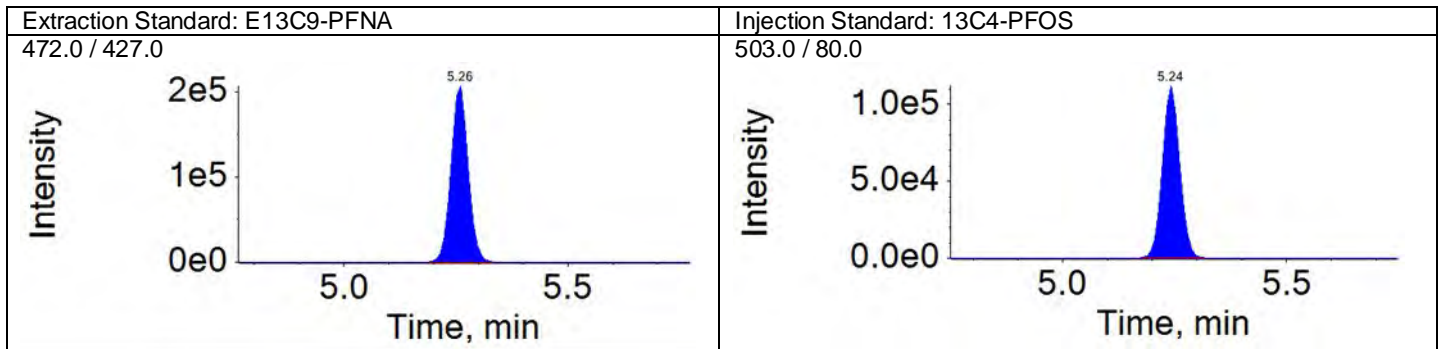 Extraction Standard: E13C9-PFNA
472.0 / 427.0
5.26
2e5
1e5
0e0
Intensity
5.0
5.5
Time, min
Injection Standard: 13C4-PFOS
503.0 / 80.0
5.24
1.0e5
5.0e4
0.0e0
Intensity
5.0
5.5
Time, min